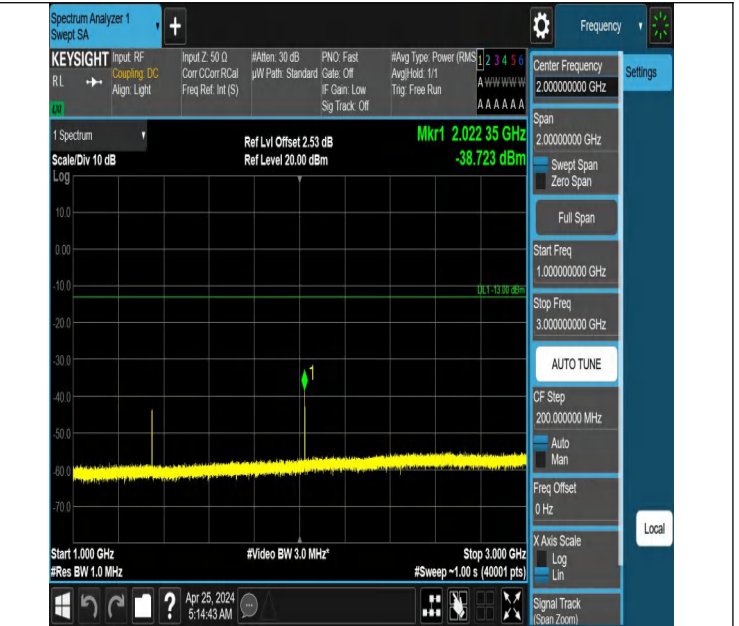 Spectrum Analyzer 1
Swept SA
+
Frequency
KEYSIGHT
RL
Input: RF
Coupling: DC
Align: Light
Input Z: 50 Ω
Corr CCorr RCal
Freq Ref: Int (S)
#Atten: 30 dB
µW Path: Standard
PNO: Fast
Gate: Off
IF Gain: Low
Sig Track: Off
#Avg Type: Power (RMS
Avg|Hold: 1/1
Trig: Free Run
1 2 3 4 5 6
A W W W W W
A A A A A A
1 Spectrum
Scale/Div 10 dB
Ref Lvl Offset 2.53 dB
Ref Level 20.00 dBm
Mkr1 2.022 35 GHz
-38.723 dBm
Log
10.0
0.00
-10.0
DL1 -13.00 dBm
-20.0
-30.0
1
-40.0
-50.0
-60.0
-70.0
Start 1.000 GHz
#Res BW 1.0 MHz
#Video BW 3.0 MHz*
Stop 3.000 GHz
#Sweep ~1.00 s (40001 pts)
Center Frequency
2.000000000 GHz
Settings
Span
2.00000000 GHz
Swept Span
Zero Span
Full Span
Start Freq
1.000000000 GHz
Stop Freq
3.000000000 GHz
AUTO TUNE
CF Step
200.000000 MHz
Auto
Man
Freq Offset
0 Hz
X Axis Scale
Log
Lin
Signal Track
(Span Zoom)
Local
?
Apr 25, 2024
5:14:43 AM